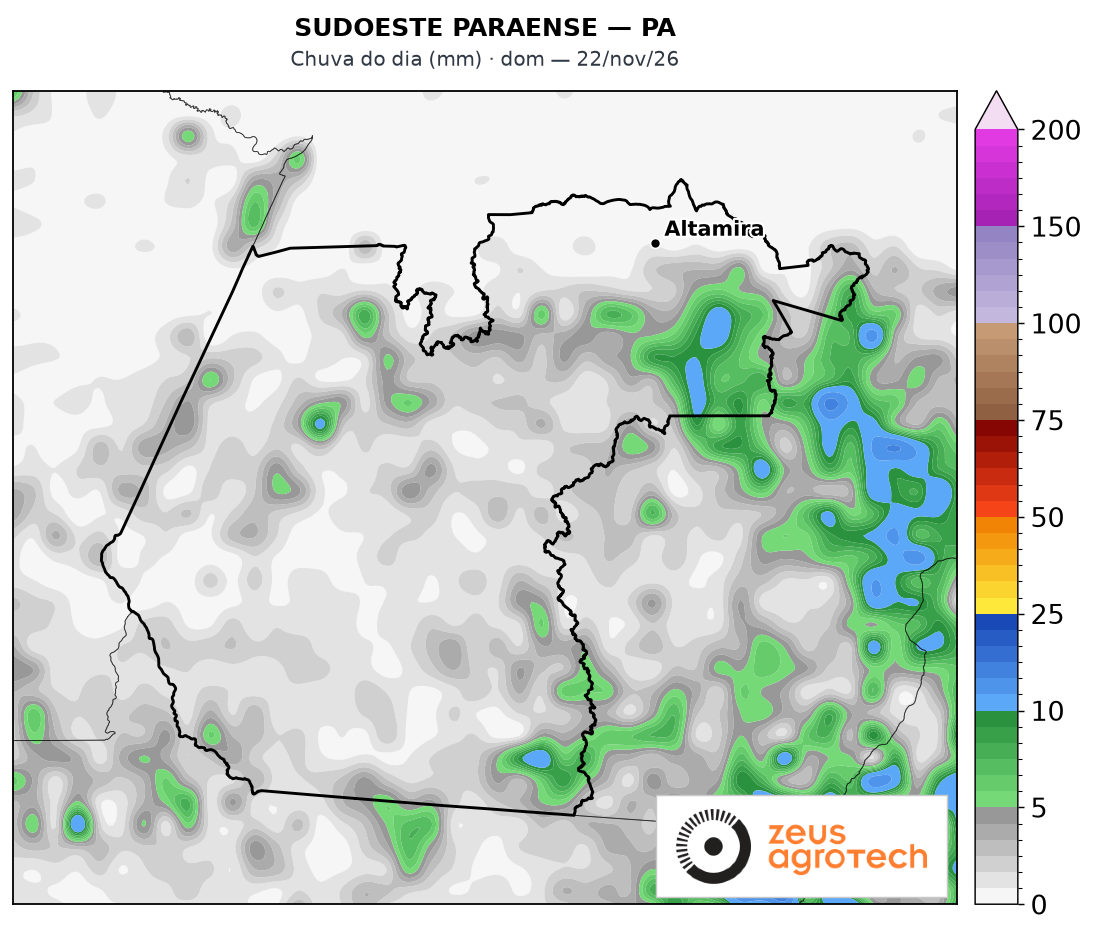 SUDOESTE PARAENSE — PA
Chuva do dia (mm) · dom — 22/nov/26
Altamira
200
150
100
75
50
25
10
5
0
zeus
agrotech